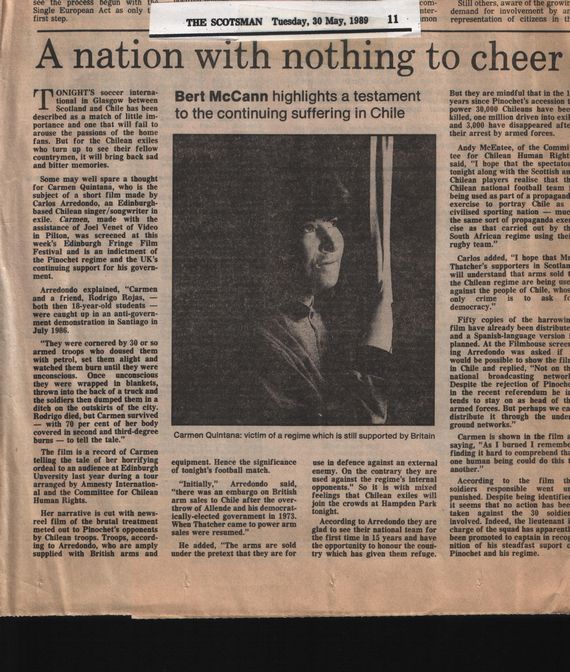 see the process begun with the
Single European Act as only t
first step.
com-
inter-
mmon
Still others, aware of the growin
demand for involvement by an
representation of citizens in th
THE SCOTSMAN Tuesday, 30 May, 1989 11
A nation with nothing to cheer
Bert McCann highlights a testament
to the continuing suffering in Chile
TONIGHT'S soccer interna-
tional in Glasgow between
Scotland and Chile has been
described as a match of little im-
portance and one that will fail to
arouse the passions of the home
fans. But for the Chilean exiles
who turn up to see their fellow
countrymen, it will bring back sad
and bitter memories.
Some may well spare a thought
for Carmen Quintana, who is the
subject of a short film made by
Carlos Arredondo, an Edinburgh-
based Chilean singer/songwriter in
exile. Carmen, made with the
assistance of Joel Venet of Video
in Pilton, was screened at this
week's Edinburgh Fringe Film
Festival and is an indictment of
the Pinochet regime and the UK's
continuing support for his govern-
ment.
Arredondo explained, "Carmen
and a friend, Rodrigo Rojas, —
both then 18-year-old students —
were caught up in an anti-govern-
ment demonstration in Santiago in
July 1986.
"They were cornered by 30 or so
armed troops who doused them
with petrol, set them alight and
watched them burn until they were
unconscious. Once unconscious
they were wrapped in blankets,
thrown into the back of a truck and
the soldiers then dumped them in a
ditch on the outskirts of the city.
Rodrigo died, but Carmen survived
— with 70 per cent of her body
covered in second and third-degree
burns — to tell the tale."
The film is a record of Carmen
telling the tale of her horrifying
ordeal to an audience at Edinburgh
Unversity last year during a tour
arranged by Amnesty Internation-
al and the Committee for Chilean
Human Rights.
Her narrative is cut with news-
reel film of the brutal treatment
meted out to Pinochet's opponents
by Chilean troops. Troops, accord-
ing to Arredondo, who are amply
supplied with British arms and
Carmen Quintana: victim of a regime which is still supported by Britain
equipment. Hence the significance
of tonight's football match.
"Initially," Arredondo said,
"there was an embargo on British
arm sales to Chile after the over-
throw of Allende and his democrat-
ically-elected government in 1973.
When Thatcher came to power arm
sales were resumed."
He added, "The arms are sold
under the pretext that they are for
use in defence against an external
enemy. On the contrary they are
used against the regime's internal
opponents." So it is with mixed
feelings that Chilean exiles will
join the crowds at Hampden Park
tonight.
According to Arredondo they are
glad to see their national team for
the first time in 15 years and have
the opportunity to honour the coun-
try which has given them refuge.
But they are mindful that in the 1
years since Pinochet's accession t
power 30,000 Chileans have bee
killed, one million driven into exil
and 3,000 have disappeared afte
their arrest by armed forces.
Andy McEntee, of the Commi
tee for Chilean Human Right
said, "I hope that the spectator
tonight along with the Scottish an
Chilean players realise that th
Chilean national football team i
being used as part of a propagand
exercise to portray Chile as
civilised sporting nation — muc
the same sort of propaganda exer
cise as that carried out by th
South African regime using thei
rugby team."
Carlos added, "I hope that Mr
Thatcher's supporters in Scotlan
will understand that arms sold t
the Chilean regime are being use
against the people of Chile, whos
only crime is to ask fo
democracy."
Fifty copies of the harrowin
film have already been distribute
and a Spanish-language version i
planned. At the Filmhouse screen
ing Arredondo was asked if i
would be possible to show the film
in Chile and replied, "Not on th
national broadcasting networ
Despite the rejection of Pinoche
in the recent referendum he in
tends to stay on as head of th
armed forces. But perhaps we ca
distribute it through the under
ground networks."
Carmen is shown in the film a
saying, "As I burned I remembe
finding it hard to comprehend tha
one human being could do this t
another."
According to the film th
soldiers responsible went un
punished. Despite being identifie
it seems that no action has bee
taken against the 30 soldier
involved. Indeed, the lieutenant i
charge of the squad has apparentl
been promoted to captain in recog
nition of his steadfast suport o
Pinochet and his regime.